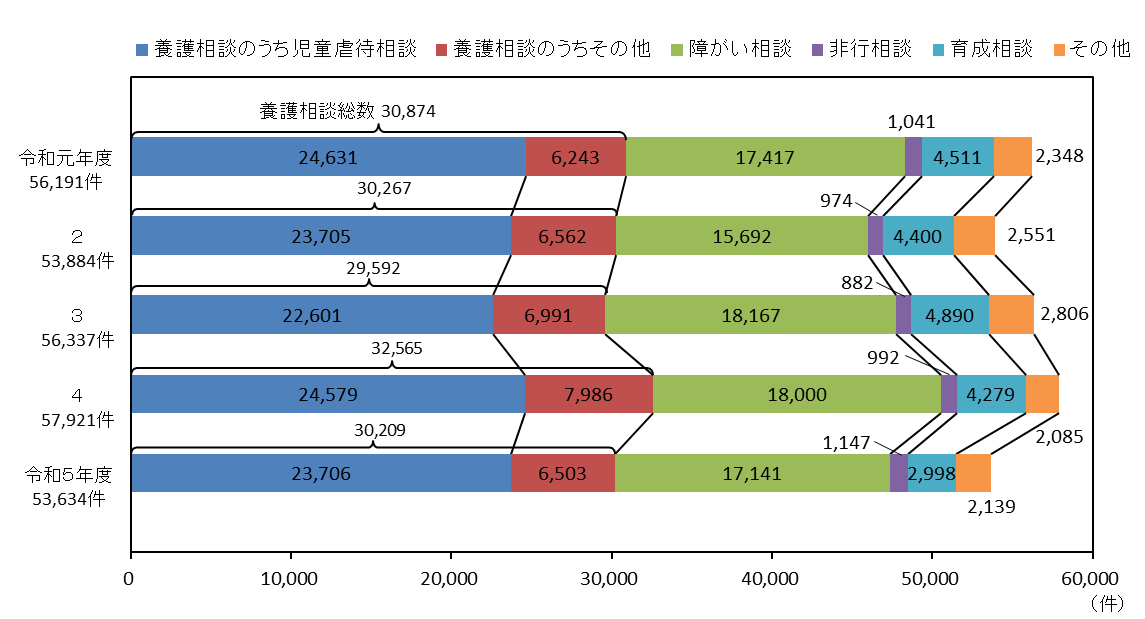 養護相談のうち児童虐待相談 養護相談のうちその他 障がい相談 非行相談 育成相談 その他
養護相談総数 30,874
1,041
令和元年度
56,191件
24,631 6,243 17,417 4,511 2,348
30,267
974
2
53,884件
23,705 6,562 15,692 4,400 2,551
29,592
882
3
56,337件
22,601 6,991 18,167 4,890 2,806
32,565
992
4
57,921件
24,579 7,986 18,000 4,279
2,085
30,209
1,147
令和5年度
53,634件
23,706 6,503 17,141 2,998
2,139
0 10,000 20,000 30,000 40,000 50,000 60,000
(件)